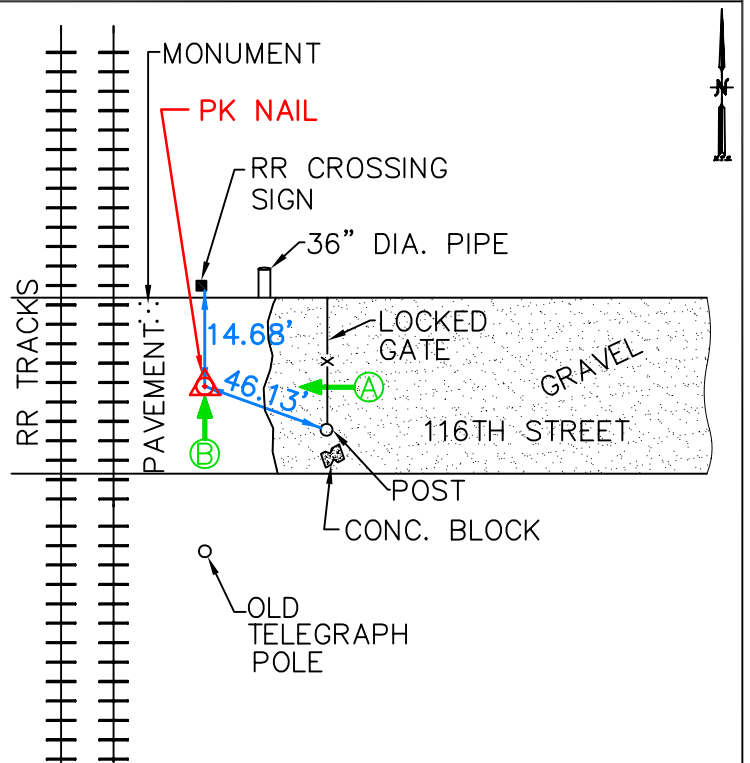 MONUMENT
PK NAIL
N
RR CROSSING
SIGN
36" DIA. PIPE
RR TRACKS
PAVEMENT
14.68'
LOCKED
GATE
GRAVEL
46.13'
A
116TH STREET
B
POST
CONC. BLOCK
OLD
TELEGRAPH
POLE